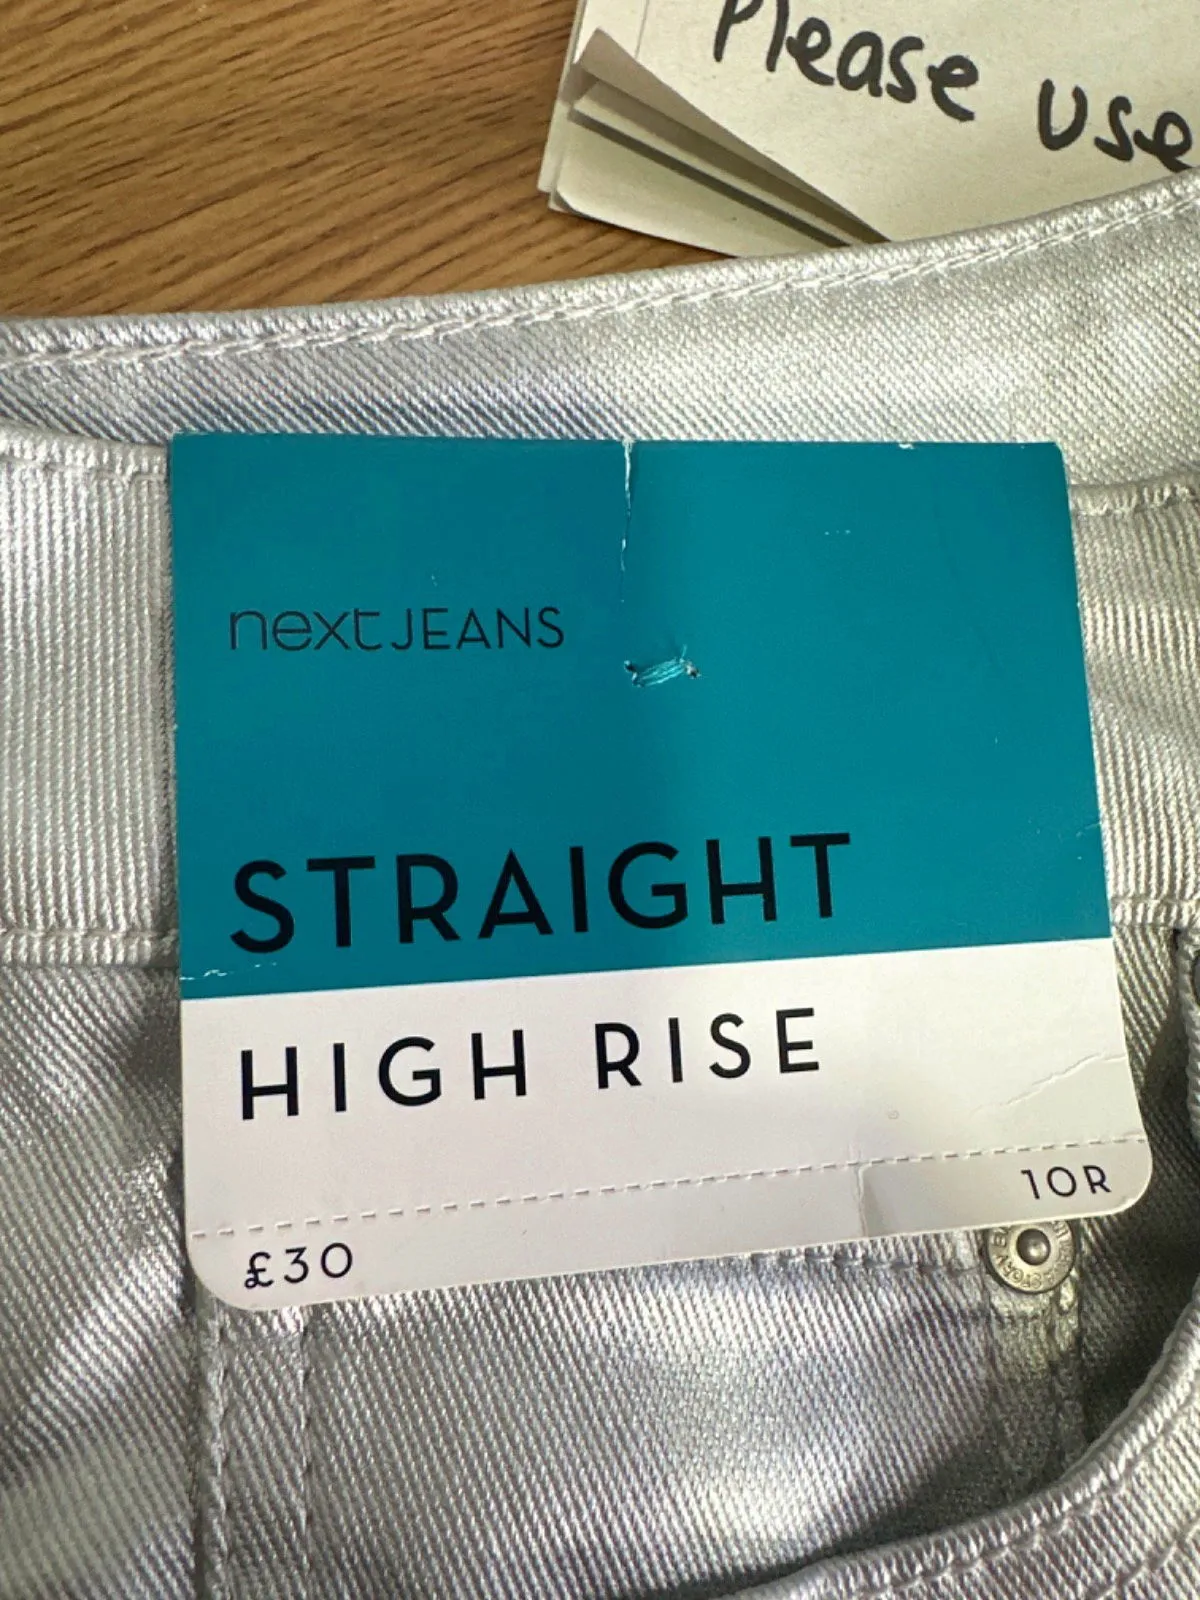 Please use
nextJEANS
STRAIGHT
HIGH RISE
10R
£30